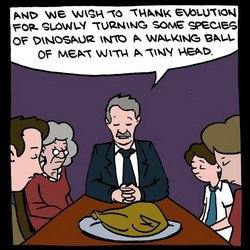 AND WE WISH TO THANK EVOLUTION
FOR SLOWLY TURNING SOME SPECIES
OF DINOSAUR INTO A WALKING BALL
OF MEAT WITH A TINY HEAD.